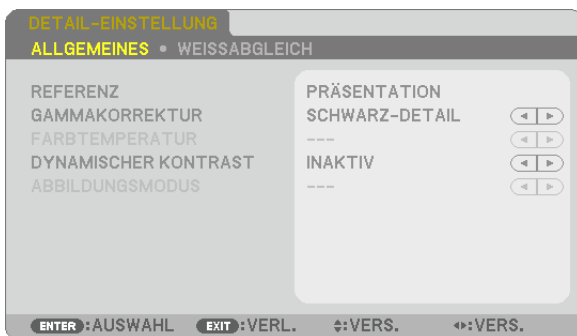 DETAIL-EINSTELLUNG
ALLGEMEINES • WEISSABGLEICH
REFERENZ PRÄSENTATION
GAMMAKORREKTUR SCHWARZ-DETAIL
FARBTEMPERATUR ---
DYNAMISCHER KONTRAST INAKTIV
ABBILDUNGSMODUS ---
ENTER :AUSWAHL EXIT :VERL. :VERS. :VERS.